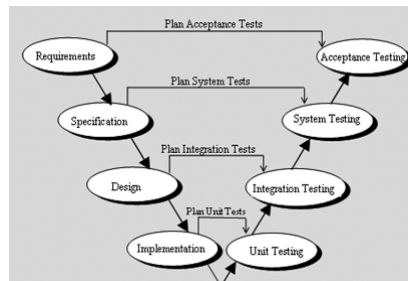 Plan Acceptance Tests
Requirements
Acceptance Testing
Plan System Tests
Specification
System Testing
Plan Integration Tests
Design
Integration Testing
Plan Unit Tests
Implementation
Unit Testing